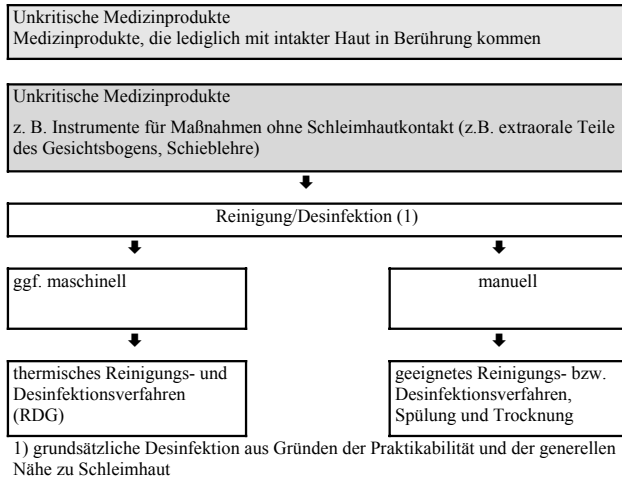 Unkritische Medizinprodukte
Medizinprodukte, die lediglich mit intakter Haut in Berührung kommen
Unkritische Medizinprodukte
z. B. Instrumente für Maßnahmen ohne Schleimhautkontakt (z.B. extraorale Teile
des Gesichtsbogens, Schieblehre)
Reinigung/Desinfektion (1)
ggf. maschinell
manuell
thermisches Reinigungs- und
Desinfektionsverfahren
(RDG)
geeignetes Reinigungs- bzw.
Desinfektionsverfahren,
Spülung und Trocknung
1) grundsätzliche Desinfektion aus Gründen der Praktikabilität und der generellen
Nähe zu Schleimhaut